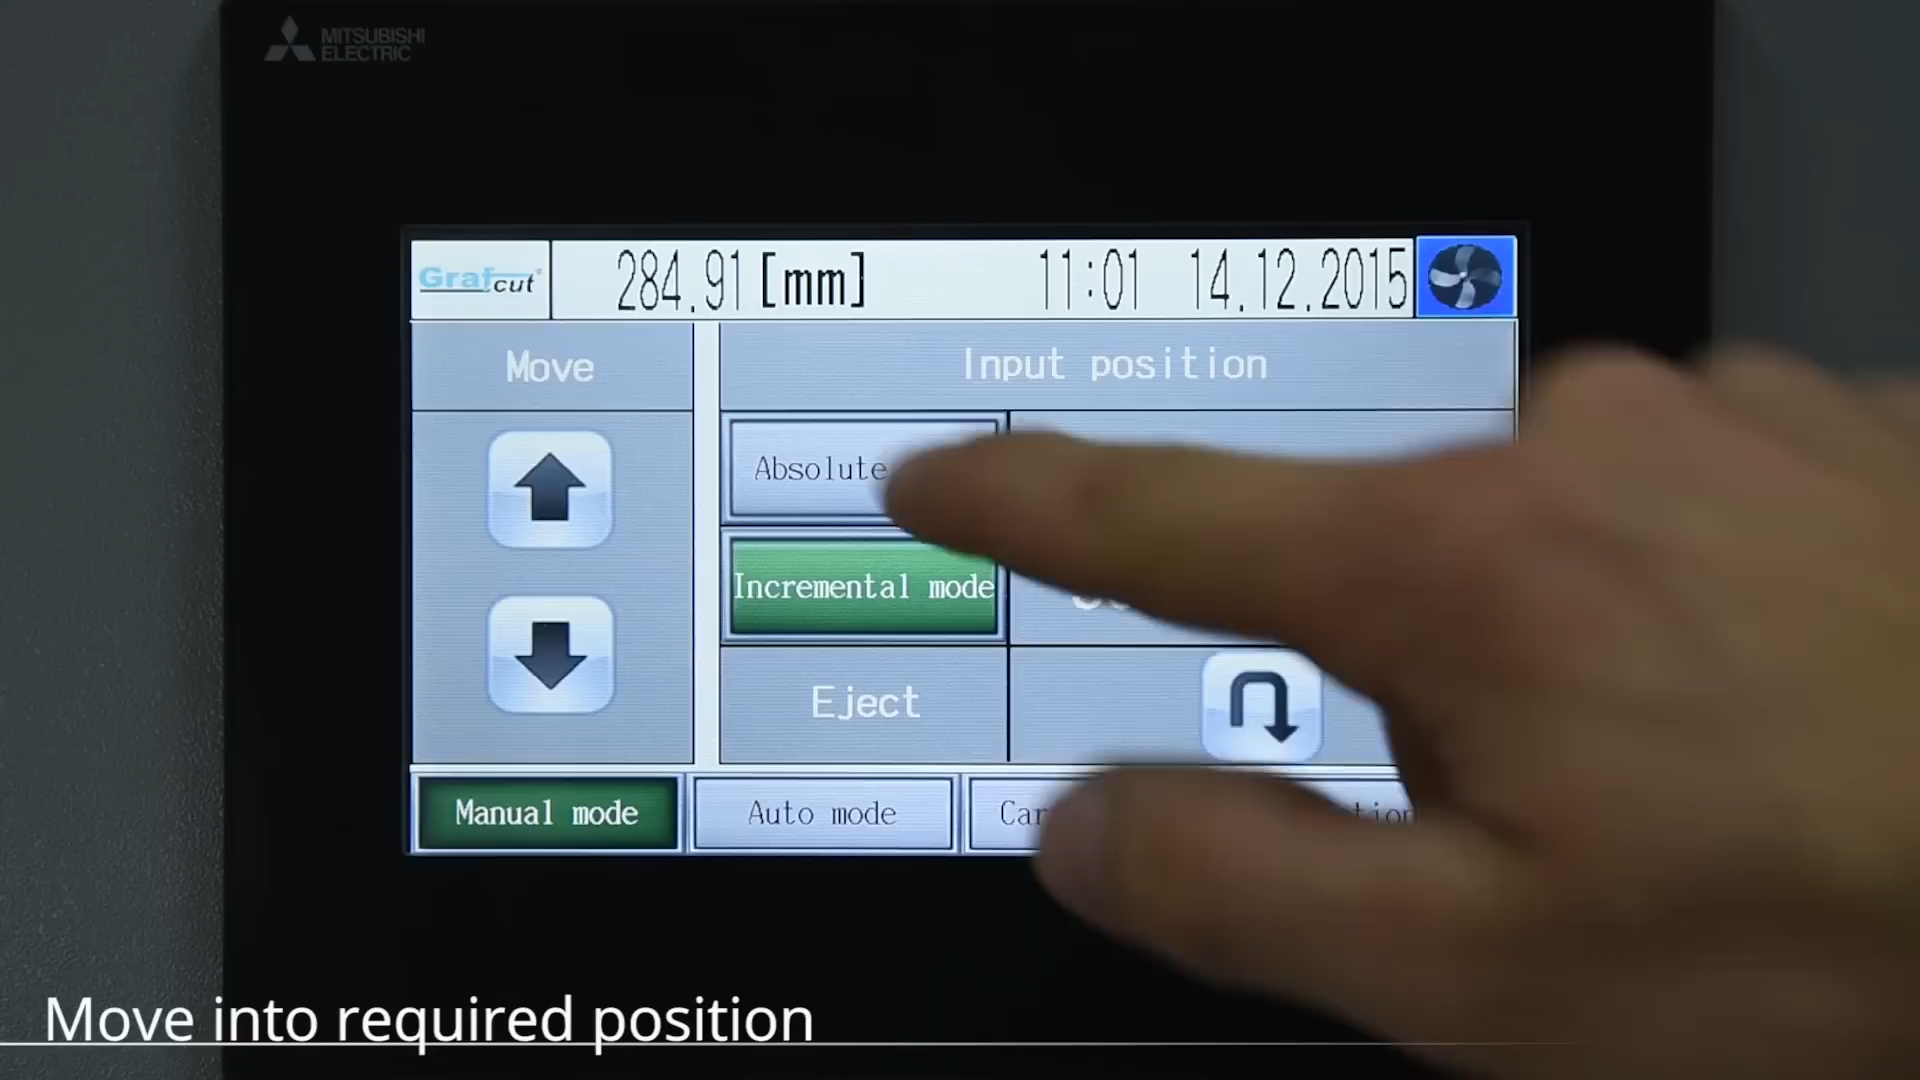 MITSUBISHI
ELECTRIC
Grafcut
284.91 [mm]
11:01
14.12.2015
Move
Input position
Absolute
Incremental mode
Eject
Manual mode
Auto mode
Move into required position